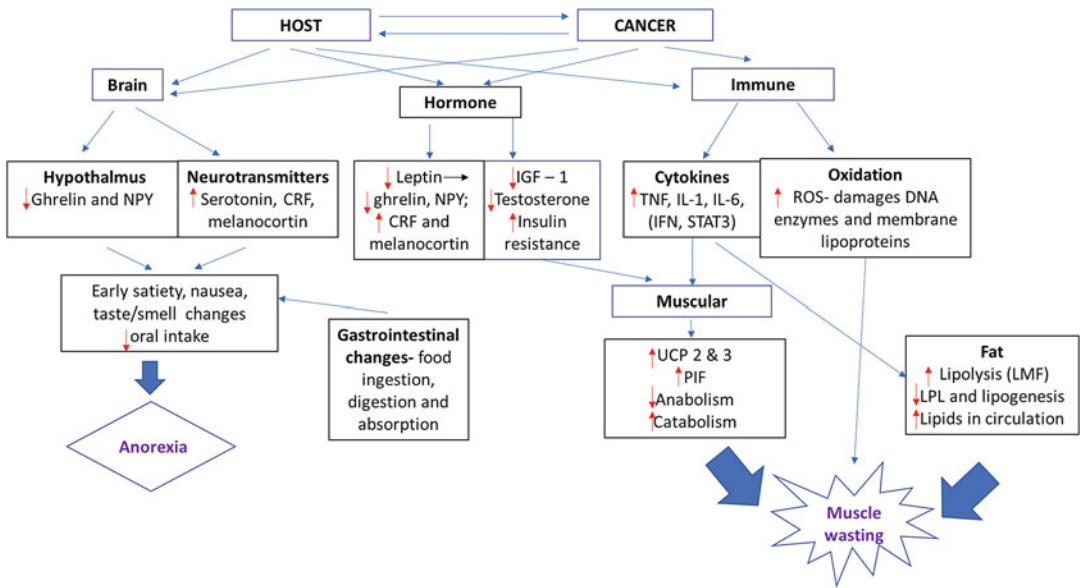 HOST
CANCER
Brain
Hormone
Immune
Hypothalmus
Ghrelin and NPY
Neurotransmitters
Serotonin, CRF,
melanocortin
Leptin
ghrelin, NPY;
CRF and
melanocortin
IGF – 1
Testosterone
Insulin
resistance
Cytokines
TNF, IL-1, IL-6,
(IFN, STAT3)
Oxidation
ROS- damages DNA
enzymes and membrane
lipoproteins
Early satiety, nausea,
taste/smell changes
oral intake
Gastrointestinal
changes- food
ingestion,
digestion and
absorption
Muscular
UCP 2 & 3
PIF
Anabolism
Catabolism
Fat
Lipolysis (LMF)
LPL and lipogenesis
Lipids in circulation
Anorexia
Muscle
wasting